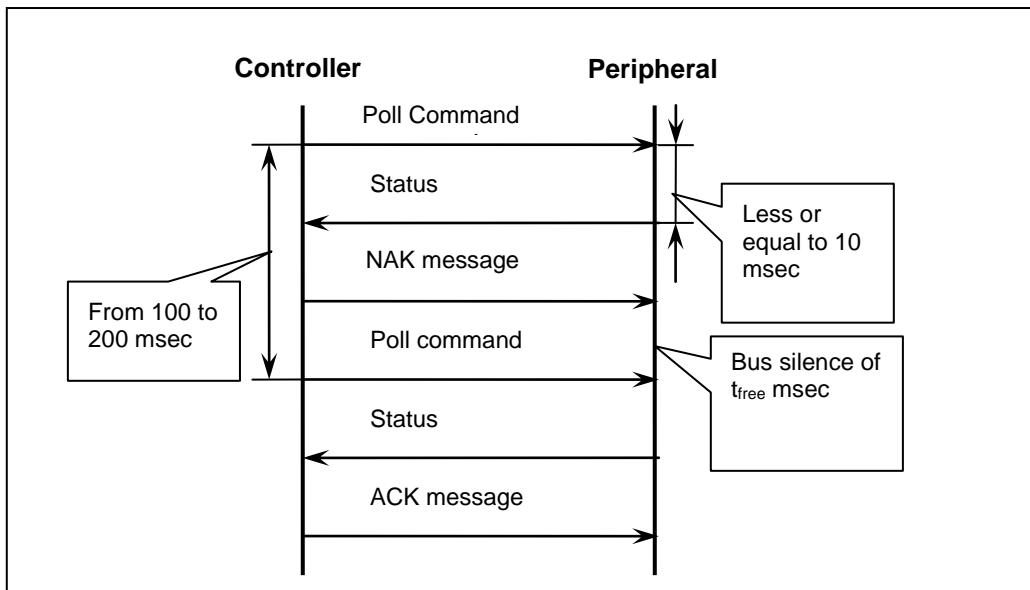 Controller
Peripheral
Poll Command
Status
Less or
equal to 10
msec
NAK message
From 100 to
200 msec
Poll command
Bus silence of
tfree msec
Status
ACK message